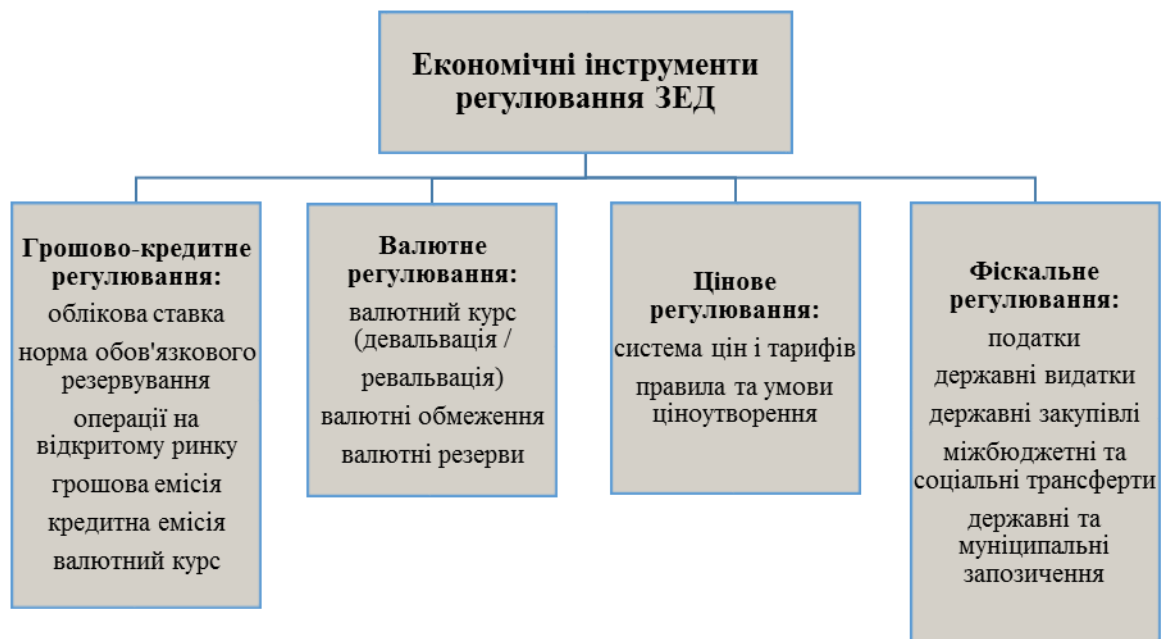 Економічні інструменти
регулювання ЗЕД
Грошово-кредитне
регулювання:
облікова ставка
норма обов'язкового
резервування
операції на
відкритому ринку
грошова емісія
кредитна емісія
валютний курс
Валютне
регулювання:
валютний курс
(девальвація /
ревальвація)
валютні обмеження
валютні резерви
Цінове
регулювання:
система цін і тарифів
правила та умови
ціноутворення
Фіскальне
регулювання:
податки
державні видатки
державні закупівлі
міжбюджетні та
соціальні трансферти
державні та
муніципальні
запозичення